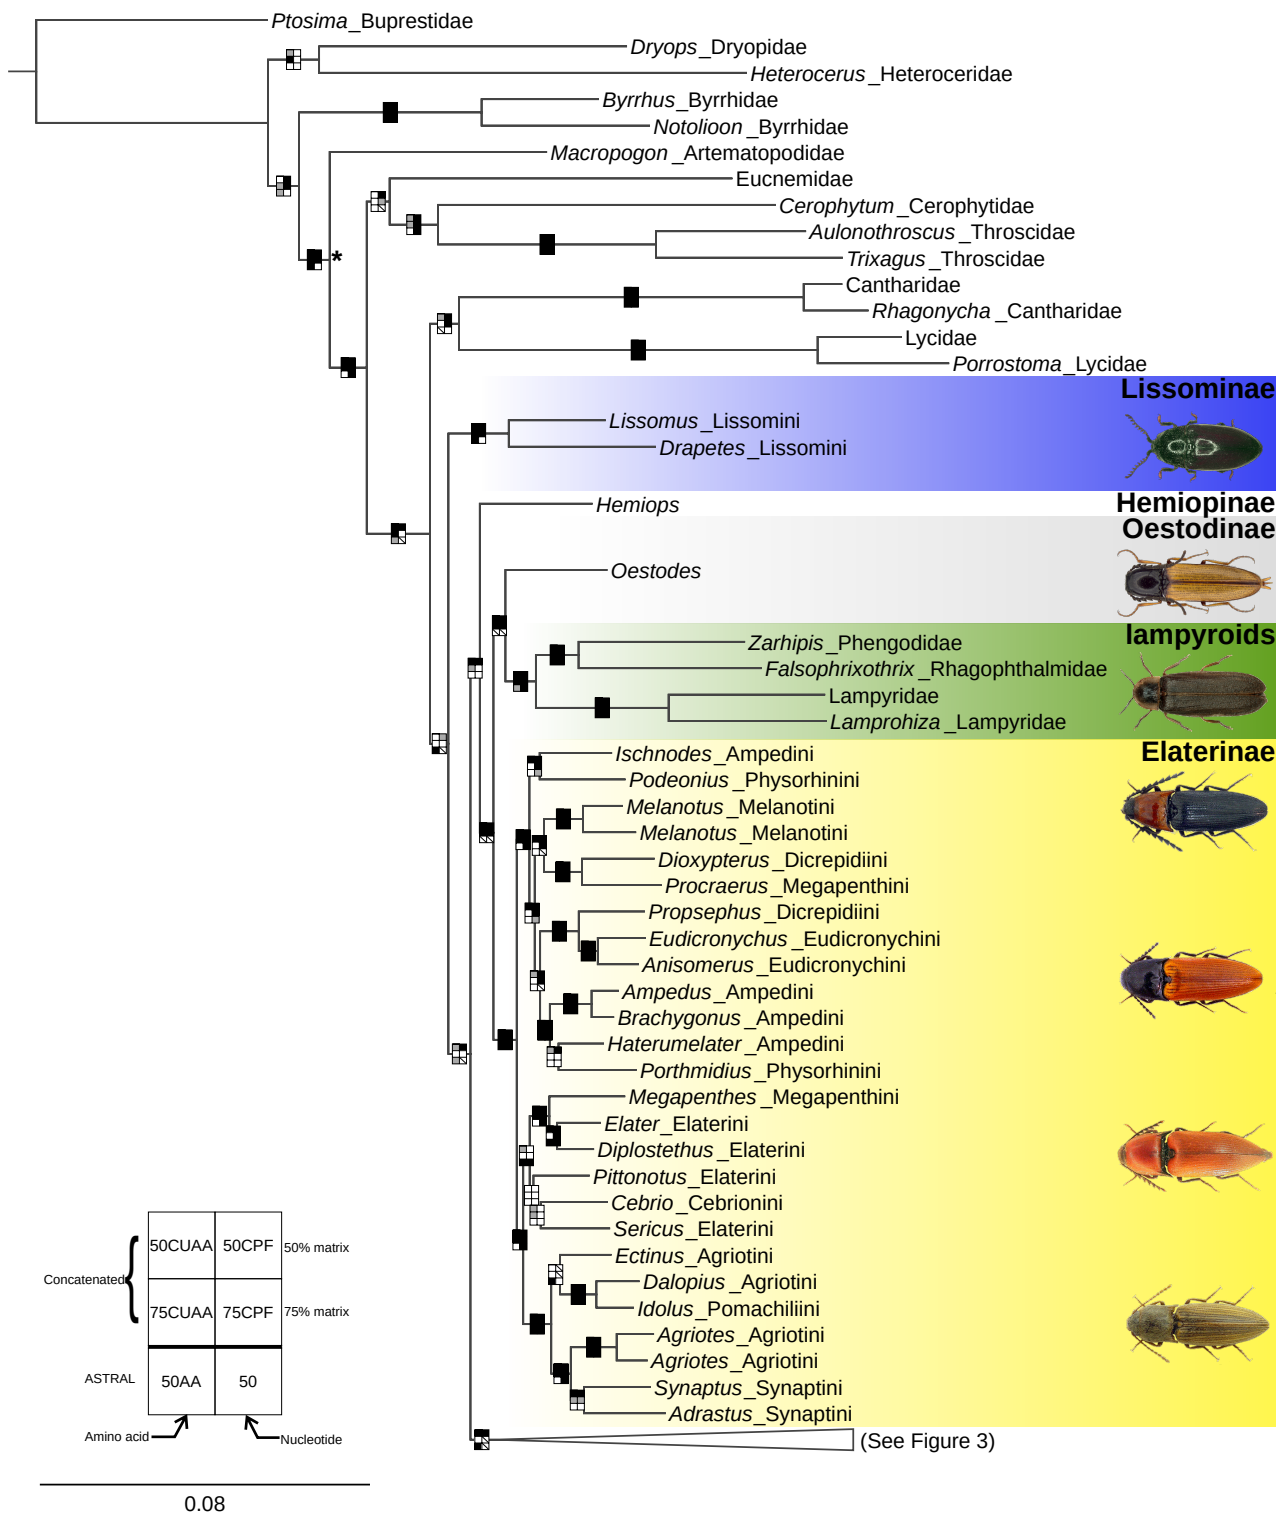 Ptosima_Buprestidae
Dryops_Dryopidae
Heterocerus_Heteroceridae
Byrrhus_Byrrhidae
Notolioon_Byrrhidae
Macropogon_Artematopodidae
Eucnemidae
Cerophytum_Cerophytidae
Aulonothroscus_Throscidae
Trixagus_Throscidae
*
Cantharidae
Rhagonycha_Cantharidae
Lycidae
Porrostoma_Lycidae
Lissominae
Lissomus_Lissomini
Drapetes_Lissomini
Hemiops
Hemiopinae
Oestodinae
Oestodes
lampyroids
Zarhipis_Phengodidae
Falsophrixothrix_Rhagophthalmidae
Lampyridae
Lamprohiza_Lampyridae
Elaterinae
Ischnodes_Ampedini
Podeonius_Physorhinini
Melanotus_Melanotini
Melanotus_Melanotini
Dioxypterus_Dicrepidiini
Procraerus_Megapenthini
Propsephus_Dicrepidiini
Eudicronychus_Eudicronychini
Anisomerus_Eudicronychini
Ampedus_Ampedini
Brachygonus_Ampedini
Haterumelater_Ampedini
Porthmidius_Physorhinini
Megapenthes_Megapenthini
Elater_Elaterini
Diplostethus_Elaterini
Pittonotus_Elaterini
Cebrio_Cebrionini
Sericus_Elaterini
Ectinus_Agriotini
Dalopius_Agriotini
Idolus_Pomachiliini
Agriotes_Agriotini
Agriotes_Agriotini
Synaptus_Synaptini
Adrastus_Synaptini
(See Figure 3)
50CUAA 50CPF 50% matrix
Concatenated
75CUAA 75CPF 75% matrix
ASTRAL 50AA 50
Amino acid Nucleotide
0.08